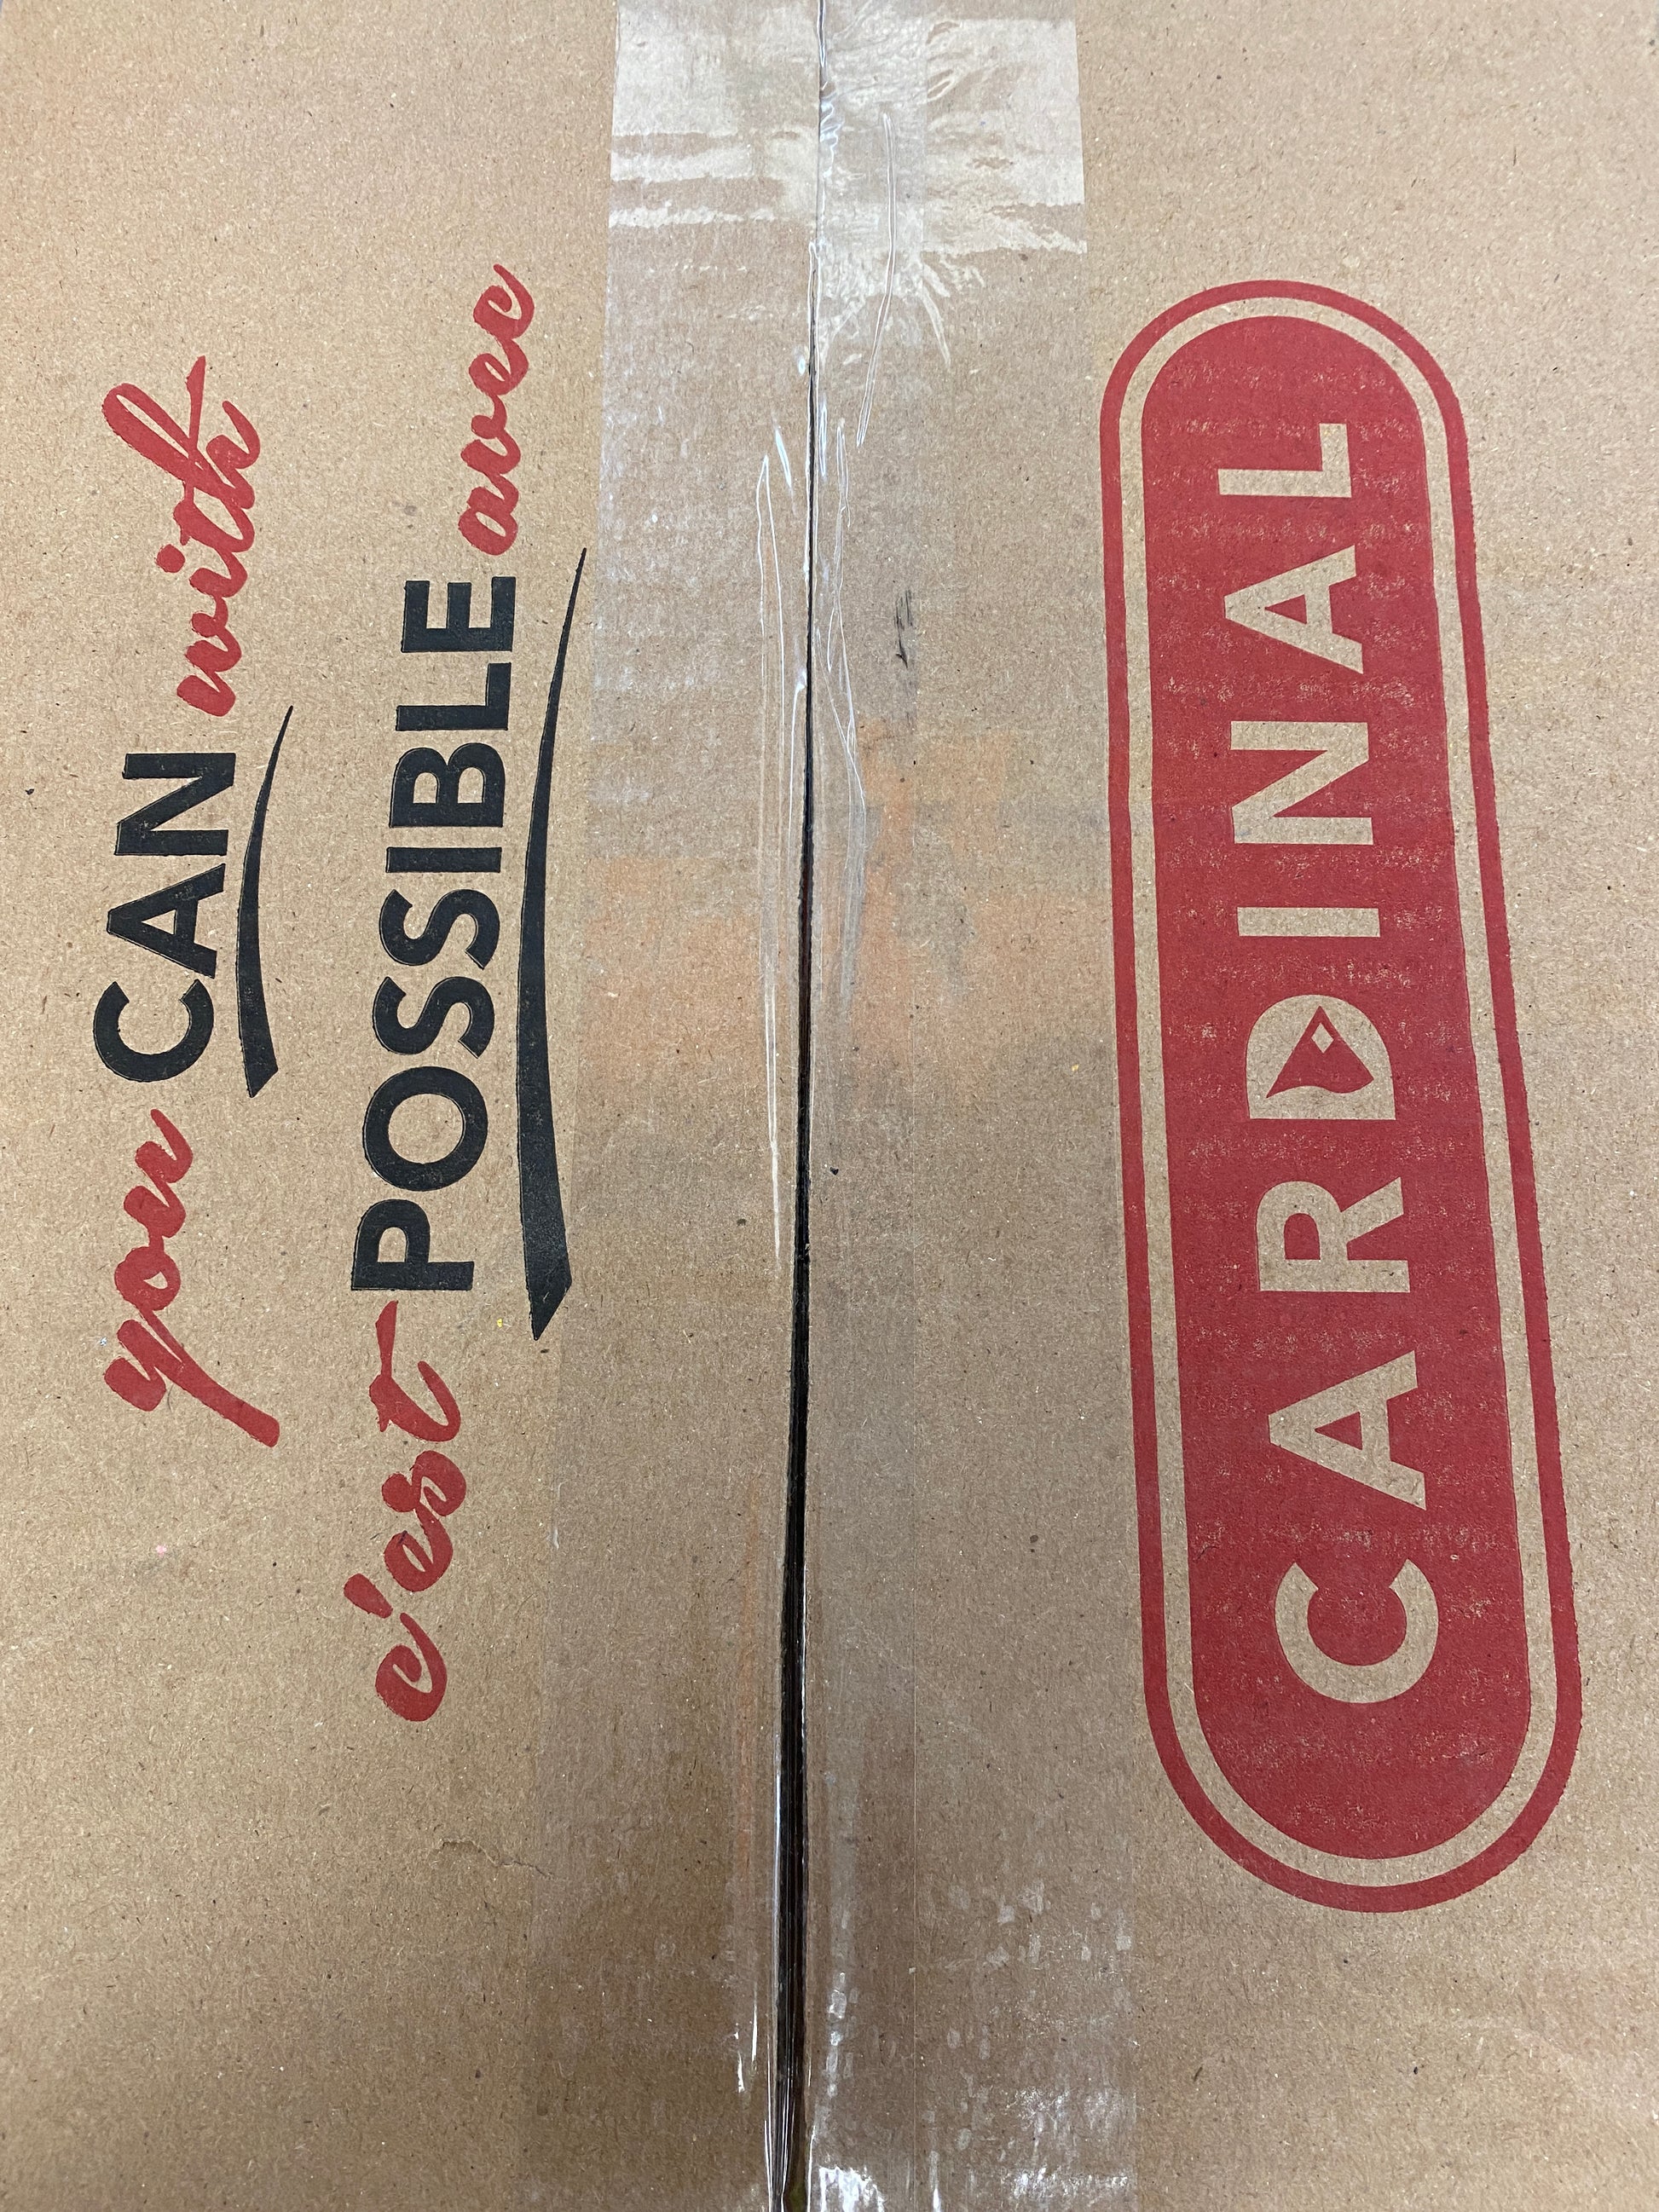 you CAN with
c'est POSSIBLE avec
CARDINAL